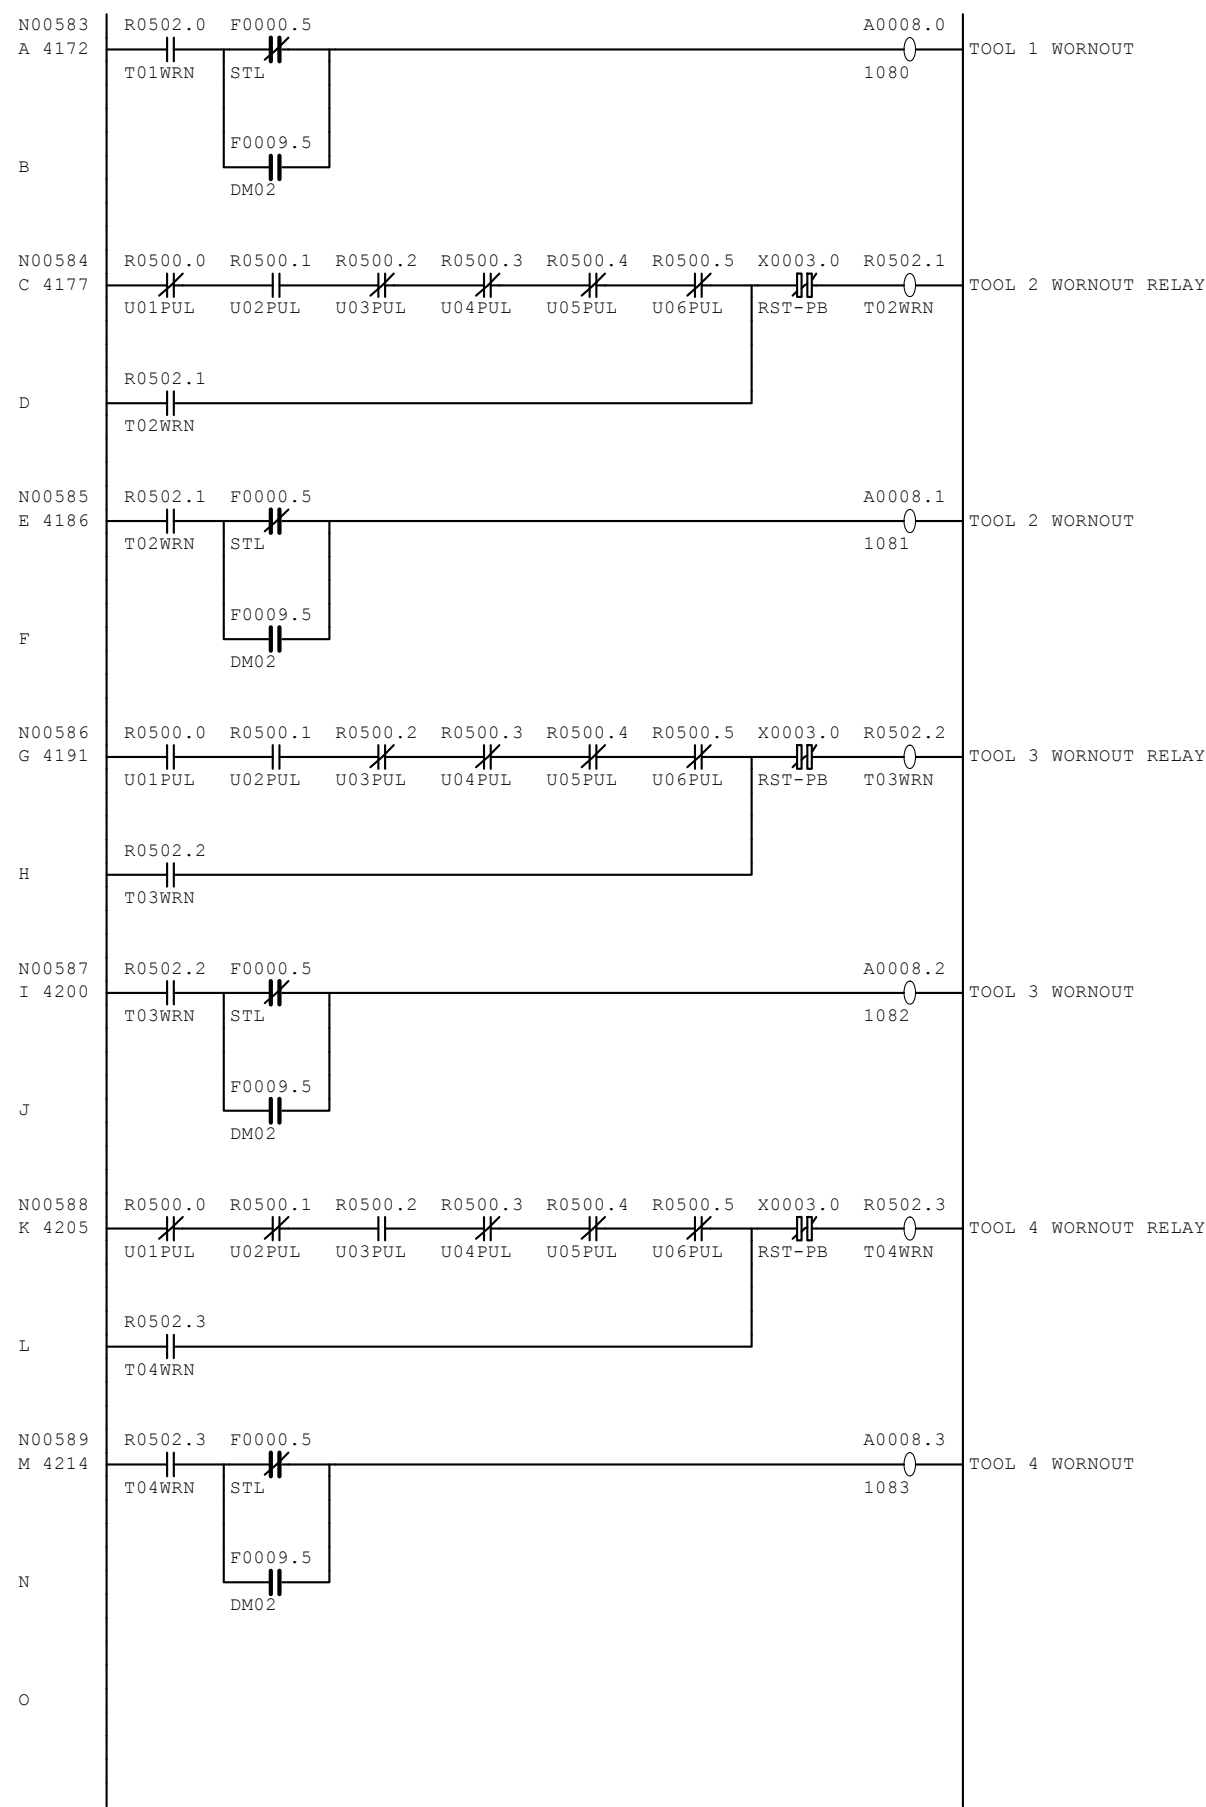 N00583 R0502.0 F0000.5 A0008.0
A 4172 TOOL 1 WORNOUT
T01WRN STL 1080
F0009.5
B
DM02
N00584 R0500.0 R0500.1 R0500.2 R0500.3 R0500.4 R0500.5 X0003.0 R0502.1
C 4177 TOOL 2 WORNOUT RELAY
U01PUL U02PUL U03PUL U04PUL U05PUL U06PUL RST-PB T02WRN
R0502.1
D
T02WRN
N00585 R0502.1 F0000.5 A0008.1
E 4186 TOOL 2 WORNOUT
T02WRN STL 1081
F0009.5
F
DM02
N00586 R0500.0 R0500.1 R0500.2 R0500.3 R0500.4 R0500.5 X0003.0 R0502.2
G 4191 TOOL 3 WORNOUT RELAY
U01PUL U02PUL U03PUL U04PUL U05PUL U06PUL RST-PB T03WRN
R0502.2
H
T03WRN
N00587 R0502.2 F0000.5 A0008.2
I 4200 TOOL 3 WORNOUT
T03WRN STL 1082
F0009.5
J
DM02
N00588 R0500.0 R0500.1 R0500.2 R0500.3 R0500.4 R0500.5 X0003.0 R0502.3
K 4205 TOOL 4 WORNOUT RELAY
U01PUL U02PUL U03PUL U04PUL U05PUL U06PUL RST-PB T04WRN
R0502.3
L
T04WRN
N00589 R0502.3 F0000.5 A0008.3
M 4214 TOOL 4 WORNOUT
T04WRN STL 1083
F0009.5
N
DM02
O